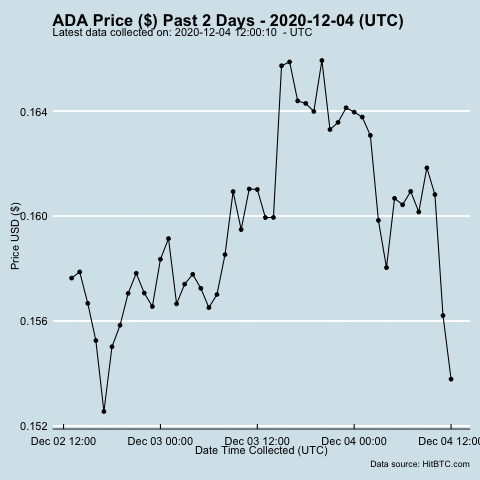 ADA Price ($) Past 2 Days - 2020-12-04 (UTC)
Latest data collected on: 2020-12-04 12:00:10  - UTC
Price USD ($)
0.164
0.160
0.156
0.152
Dec 02 12:00 Dec 03 00:00 Dec 03 12:00 Dec 04 00:00 Dec 04 12:00
Date Time Collected (UTC)
Data source: HitBTC.com